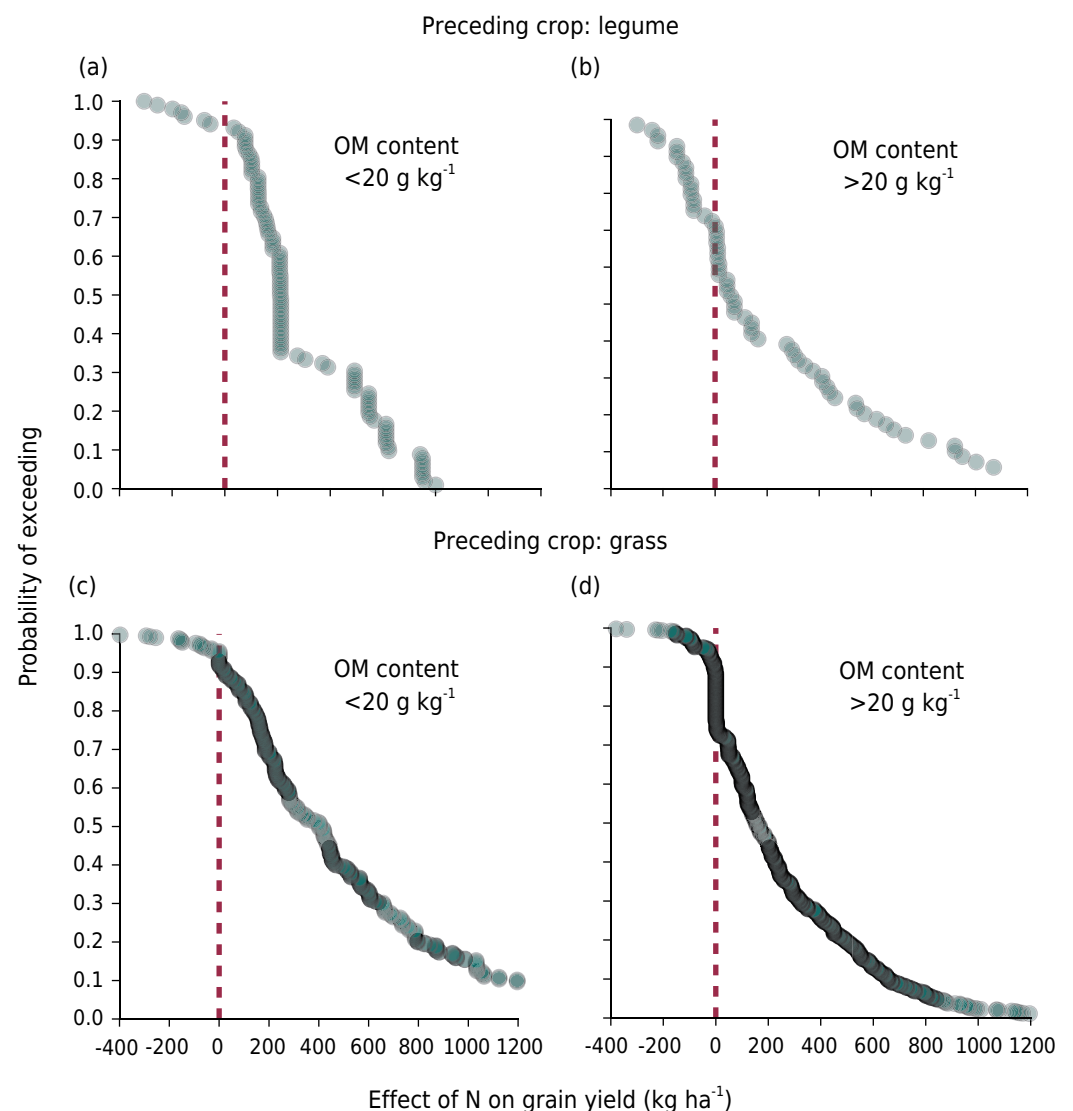 Preceding crop: legume
(a)
(b)
1.0
0.9
0.8
0.7
0.6
0.5
0.4
0.3
0.2
0.1
0.0
OM content
<20 g kg⁻¹
OM content
>20 g kg⁻¹
Probability of exceeding
Preceding crop: grass
(c)
(d)
1.0
0.9
0.8
0.7
0.6
0.5
0.4
0.3
0.2
0.1
0.0
OM content
<20 g kg⁻¹
OM content
>20 g kg⁻¹
-400 -200 0 200 400 600 800 1000 1200
-400 -200 0 200 400 600 800 1000 1200
Effect of N on grain yield (kg ha⁻¹)